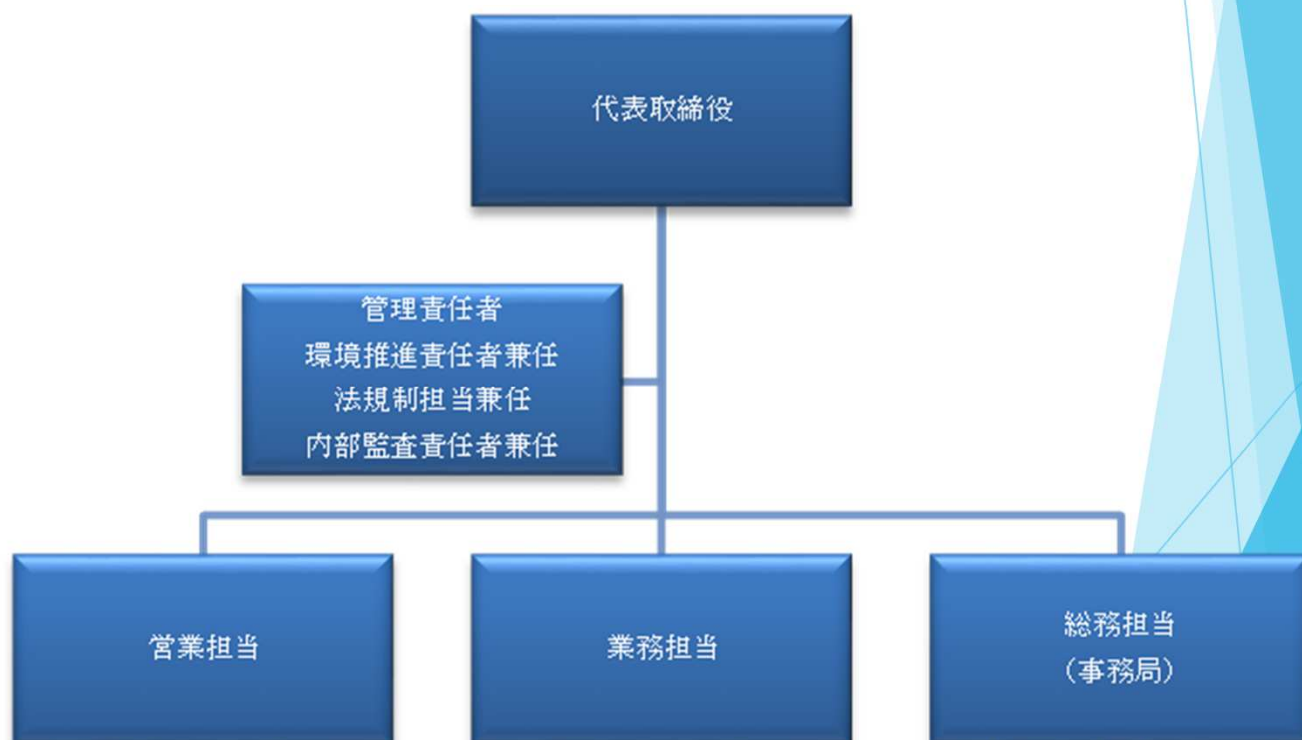 代表取締役
管理責任者
環境推進責任者兼任
法規制担当兼任
内部監査責任者兼任
営業担当
業務担当
総務担当
(事務局)